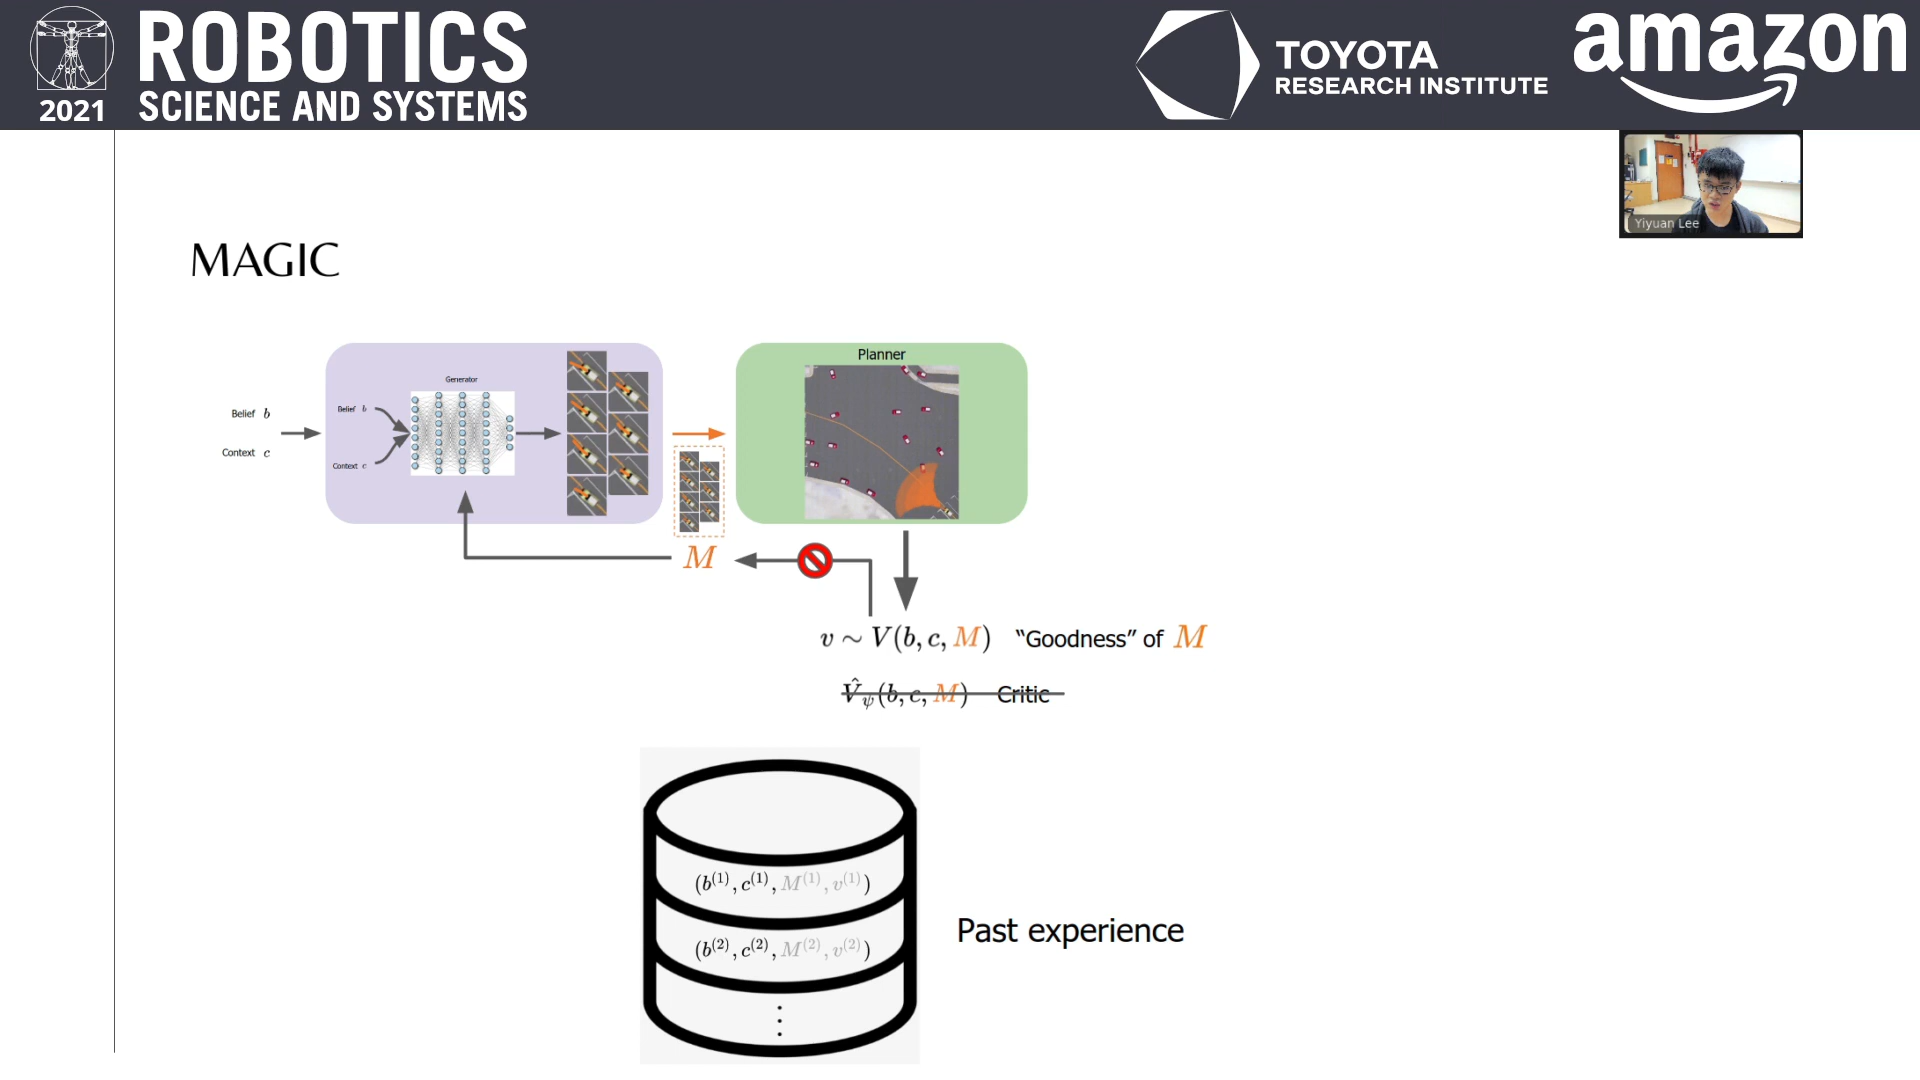 ROBOTICS
SCIENCE AND SYSTEMS
2021
TOYOTA
RESEARCH INSTITUTE
amazon
Yiyuan Lee
MAGIC
Belief b
Context c
Generator
Belief b
Context c
Planner
M
v ∼ V(b, c, M) “Goodness” of M
V̂ψ(b, c, M) Critic
(b⁽¹⁾, c⁽¹⁾, M⁽¹⁾, v⁽¹⁾)
(b⁽²⁾, c⁽²⁾, M⁽²⁾, v⁽²⁾)
⋮
Past experience